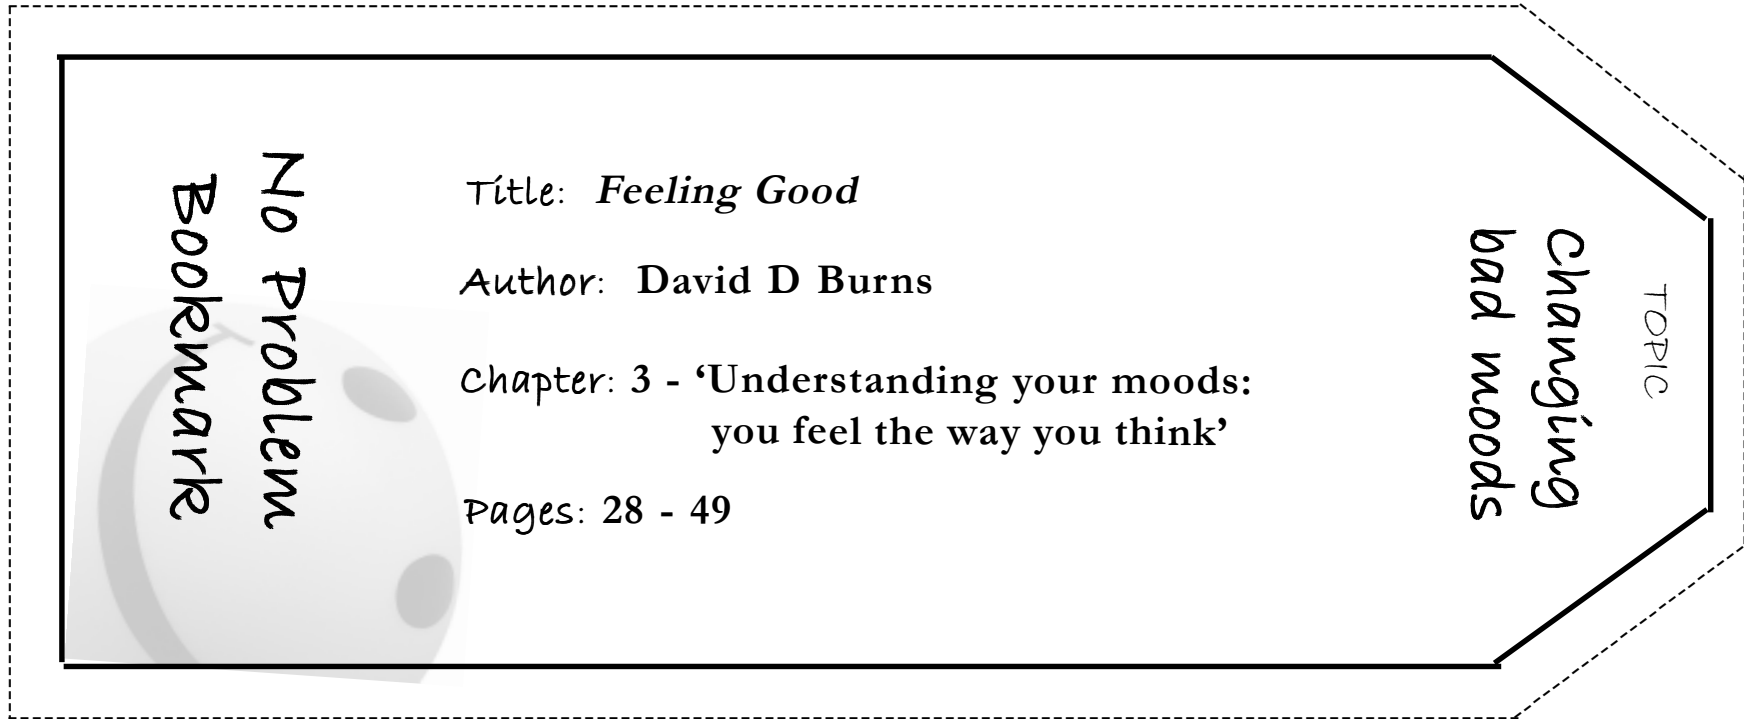 No Problem
Bookmark
Title: Feeling Good
Author: David D Burns
Chapter: 3 - ‘Understanding your moods:
you feel the way you think’
Pages: 28 - 49
TOPIC
Changing
bad moods